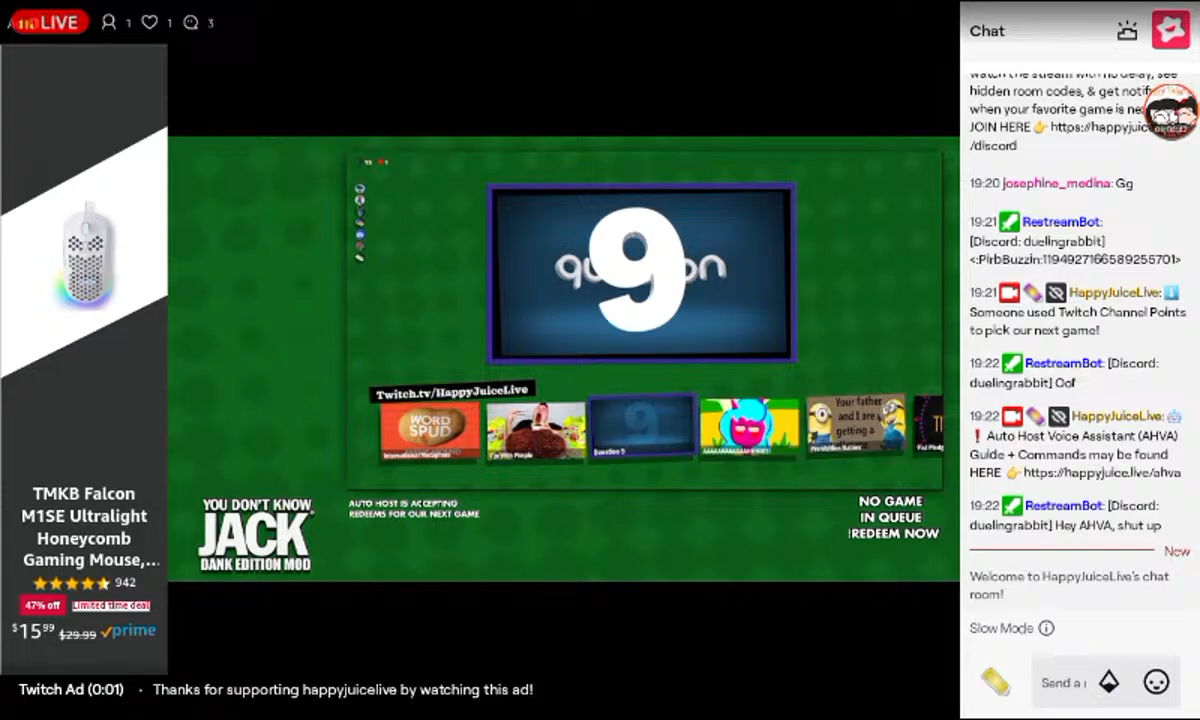 LIVE 1 1 3
Chat
watch the stream with no delay, see
hidden room codes, & get notif
when your favorite game is ne
JOIN HERE 👉 https://happyjuic
/discord
19:20 josephine_medina: Gg
19:21 RestreamBot:
[Discord: duelingrabbit]
<:PirbBuzzin:1194927166589255701>
19:21 HappyJuiceLive: ⬇️
Someone used Twitch Channel Points
to pick our next game!
19:22 RestreamBot: [Discord:
duelingrabbit] Oof
19:22 HappyJuiceLive: 🤖
❗ Auto Host Voice Assistant (AHVA)
Guide + Commands may be found
HERE 👉 https://happyjuice.live/ahva
19:22 RestreamBot: [Discord:
duelingrabbit] Hey AHVA, shut up
New
Welcome to HappyJuiceLive's chat
room!
Slow Mode
Send a
9
Twitch.tv/HappyJuiceLive
WORD
SPUD
Question 9
Your father
and I are
getting a
YOU DON'T KNOW
JACK
DANK EDITION MOD
AUTO HOST IS ACCEPTING
REDEEMS FOR OUR NEXT GAME
NO GAME
IN QUEUE
!REDEEM NOW
TMKB Falcon
M1SE Ultralight
Honeycomb
Gaming Mouse,...
942
47% off Limited time deal
$15.99 $29.99 prime
Twitch Ad (0:01) · Thanks for supporting happyjuicelive by watching this ad!